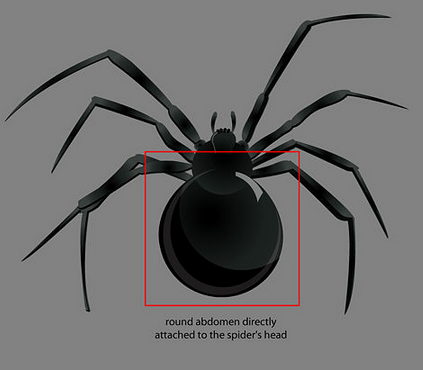 round abdomen directly
attached to the spider's head